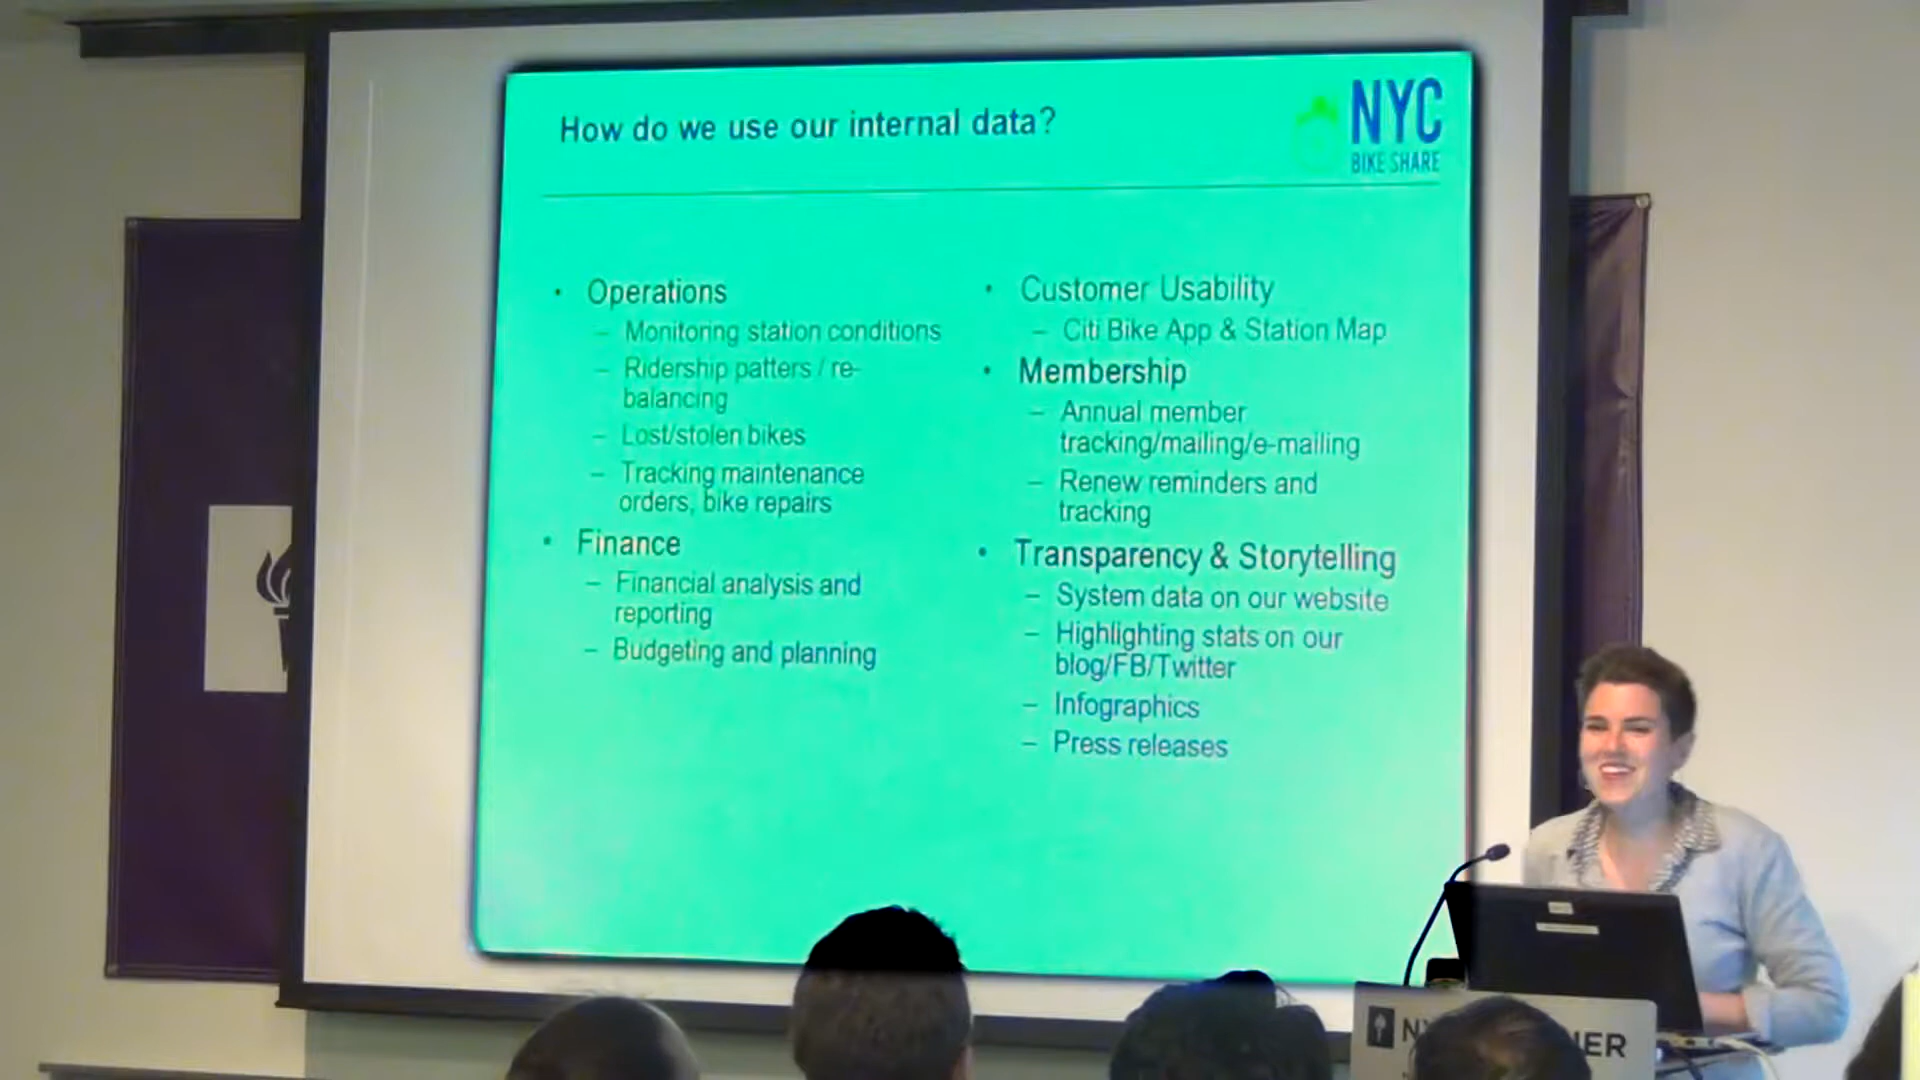 How do we use our internal data?
NYC
BIKE SHARE
• Operations
– Monitoring station conditions
– Ridership patters / re-
balancing
– Lost/stolen bikes
– Tracking maintenance
orders, bike repairs
• Finance
– Financial analysis and
reporting
– Budgeting and planning
• Customer Usability
– Citi Bike App & Station Map
• Membership
– Annual member
tracking/mailing/e-mailing
– Renew reminders and
tracking
• Transparency & Storytelling
– System data on our website
– Highlighting stats on our
blog/FB/Twitter
– Infographics
– Press releases